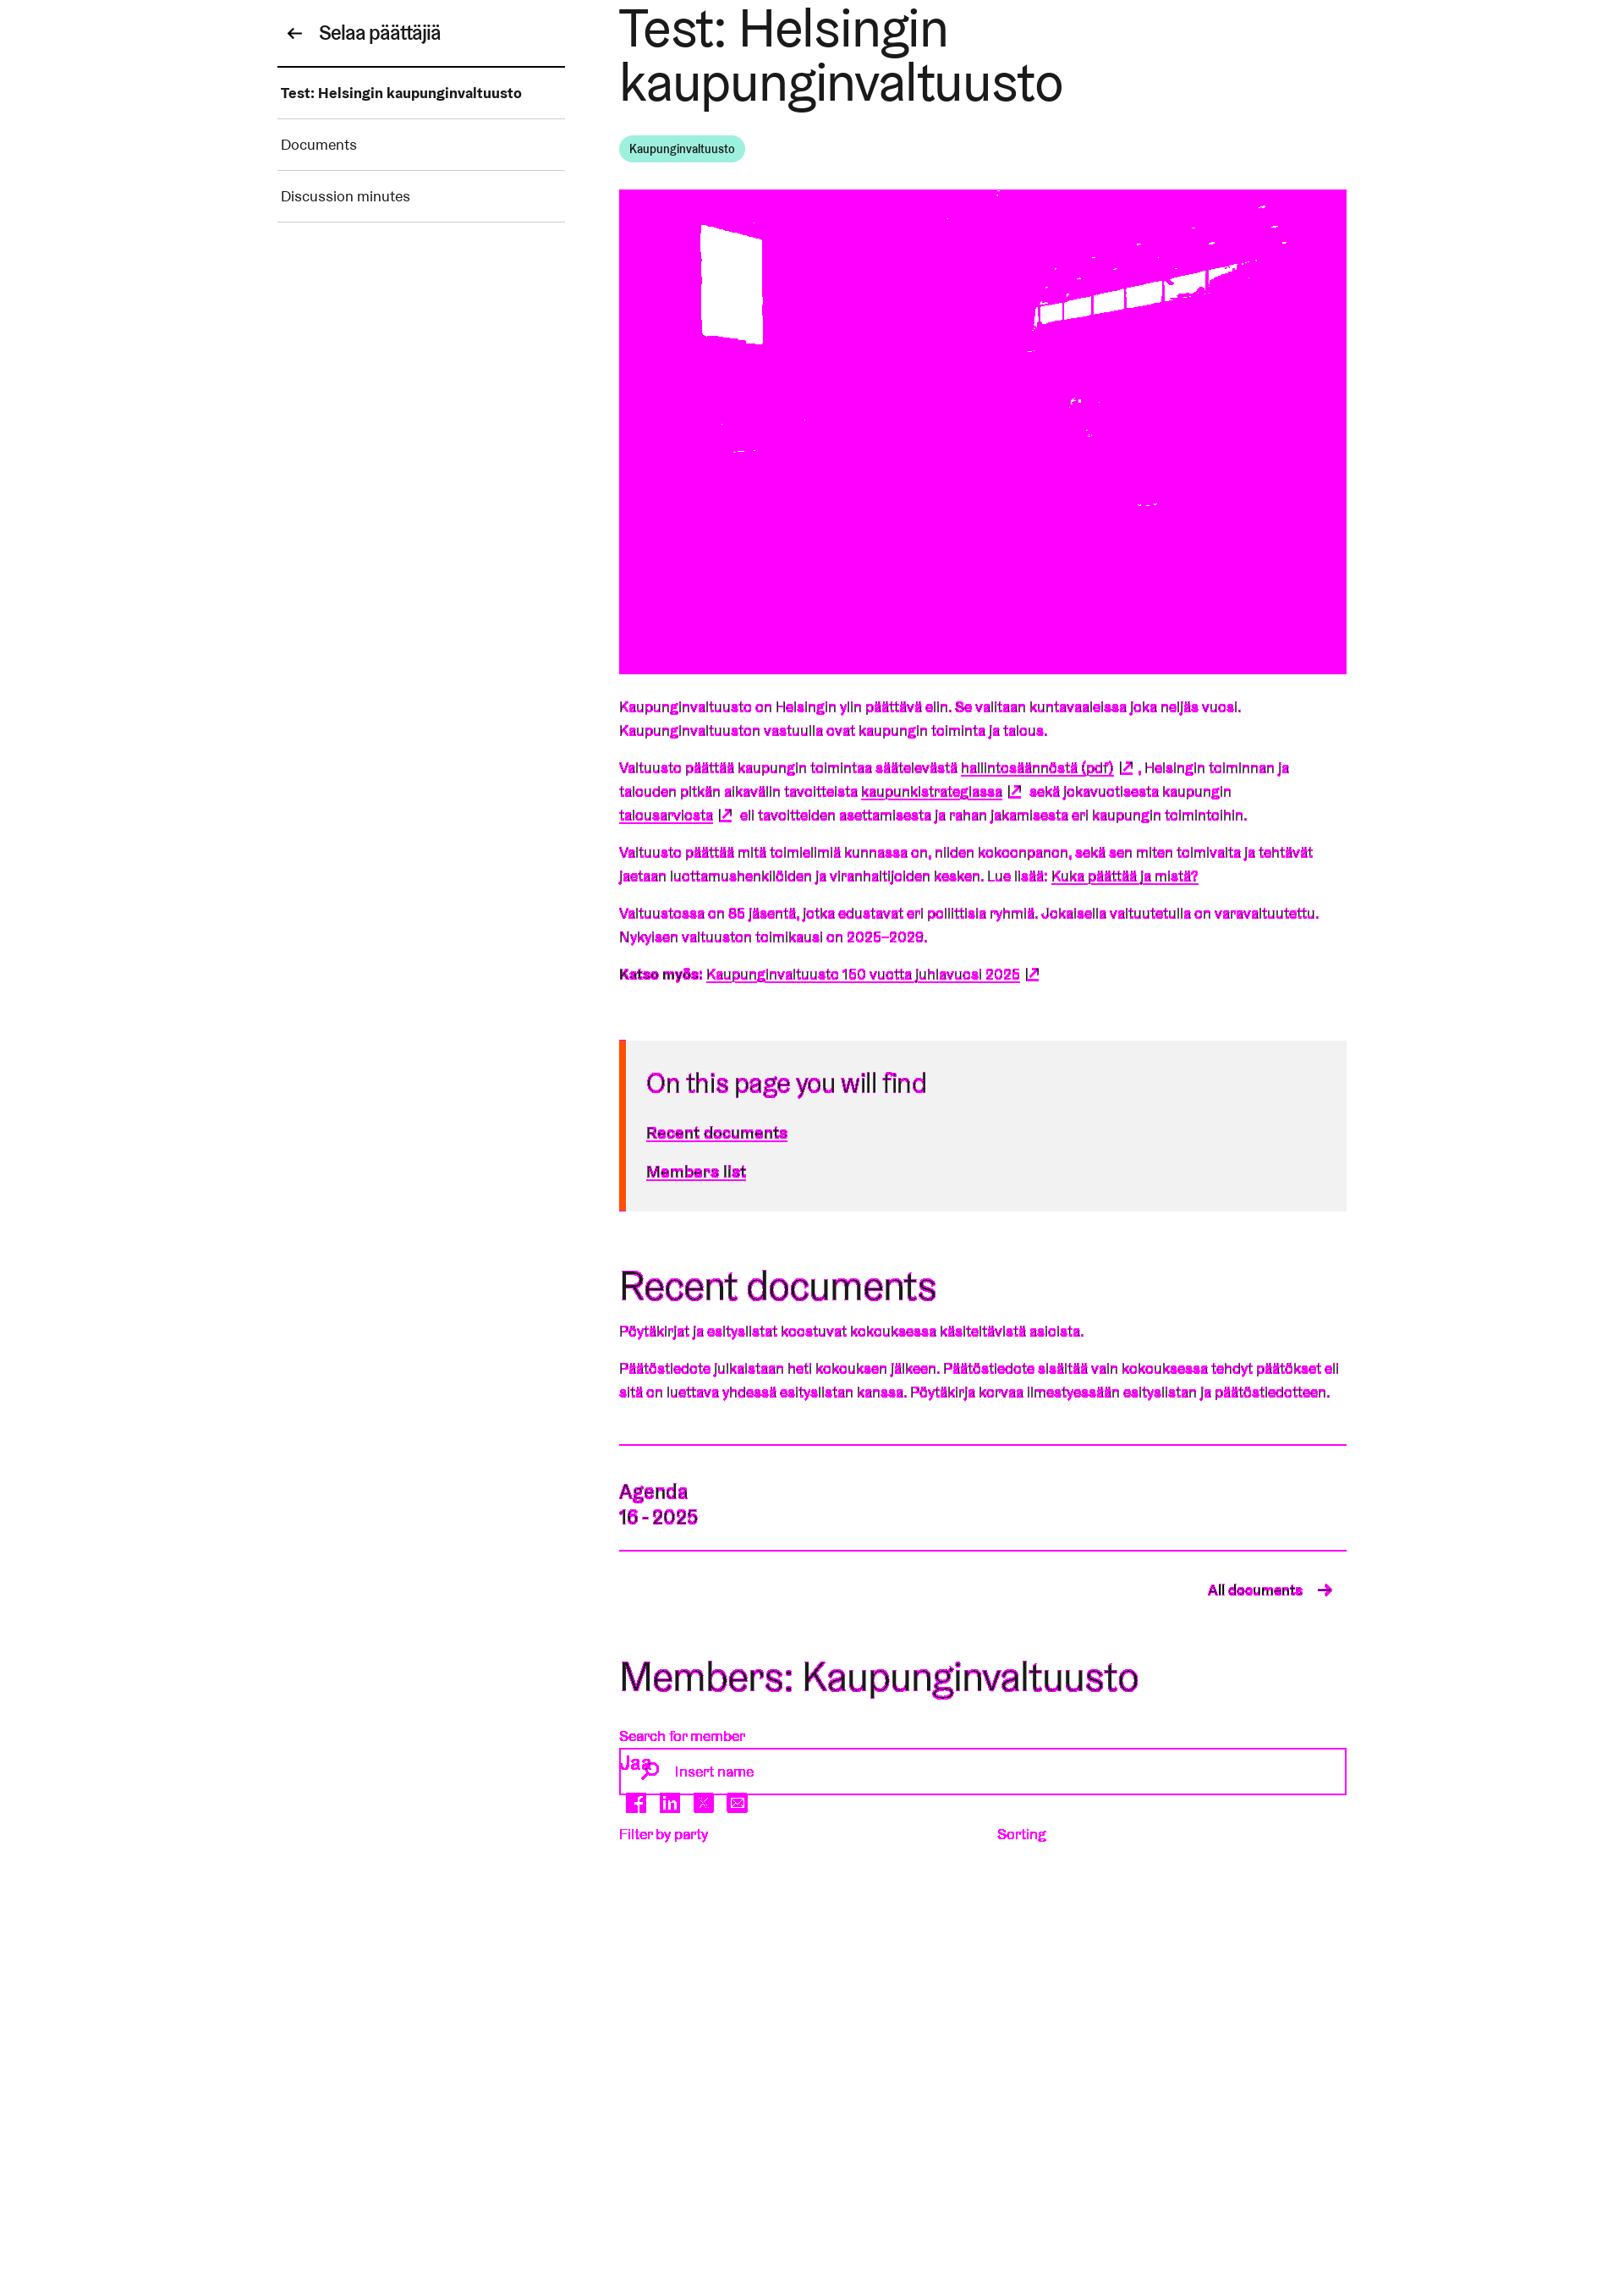 Selaa päättäjiä
Test: Helsingin kaupunginvaltuusto
Documents
Discussion minutes
Test: Helsingin
kaupunginvaltuusto
Kaupunginvaltuusto
Kaupunginvaltuusto on Helsingin ylin päättävä elin. Se valitaan kuntavaaleissa joka neljäs vuosi.
Kaupunginvaltuuston vastuulla ovat kaupungin toiminta ja talous.
Valtuusto päättää kaupungin toimintaa säätelevästä hallintosäännöstä (pdf) , Helsingin toiminnan ja
talouden pitkän aikavälin tavoitteista kaupunkistrategiassa sekä jokavuotisesta kaupungin
talousarviosta eli tavoitteiden asettamisesta ja rahan jakamisesta eri kaupungin toimintoihin.
Valtuusto päättää mitä toimielimiä kunnassa on, niiden kokoonpanon, sekä sen miten toimivalta ja tehtävät
jaetaan luottamushenkilöiden ja viranhaltijoiden kesken. Lue lisää: Kuka päättää ja mistä?
Valtuustossa on 85 jäsentä, jotka edustavat eri poliittisia ryhmiä. Jokaisella valtuutetulla on varavaltuutettu.
Nykyisen valtuuston toimikausi on 2025–2029.
Katso myös: Kaupunginvaltuusto 150 vuotta juhlavuosi 2025
On this page you will find
Recent documents
Members list
Recent documents
Pöytäkirjat ja esityslistat koostuvat kokouksessa käsiteltävistä asioista.
Päätöstiedote julkaistaan heti kokouksen jälkeen. Päätöstiedote sisältää vain kokouksessa tehdyt päätökset eli
sitä on luettava yhdessä esityslistan kanssa. Pöytäkirja korvaa ilmestyessään esityslistan ja päätöstiedotteen.
Agenda
16 - 2025
All documents
Members: Kaupunginvaltuusto
Search for member
Jaa
Insert name
Filter by party
Sorting